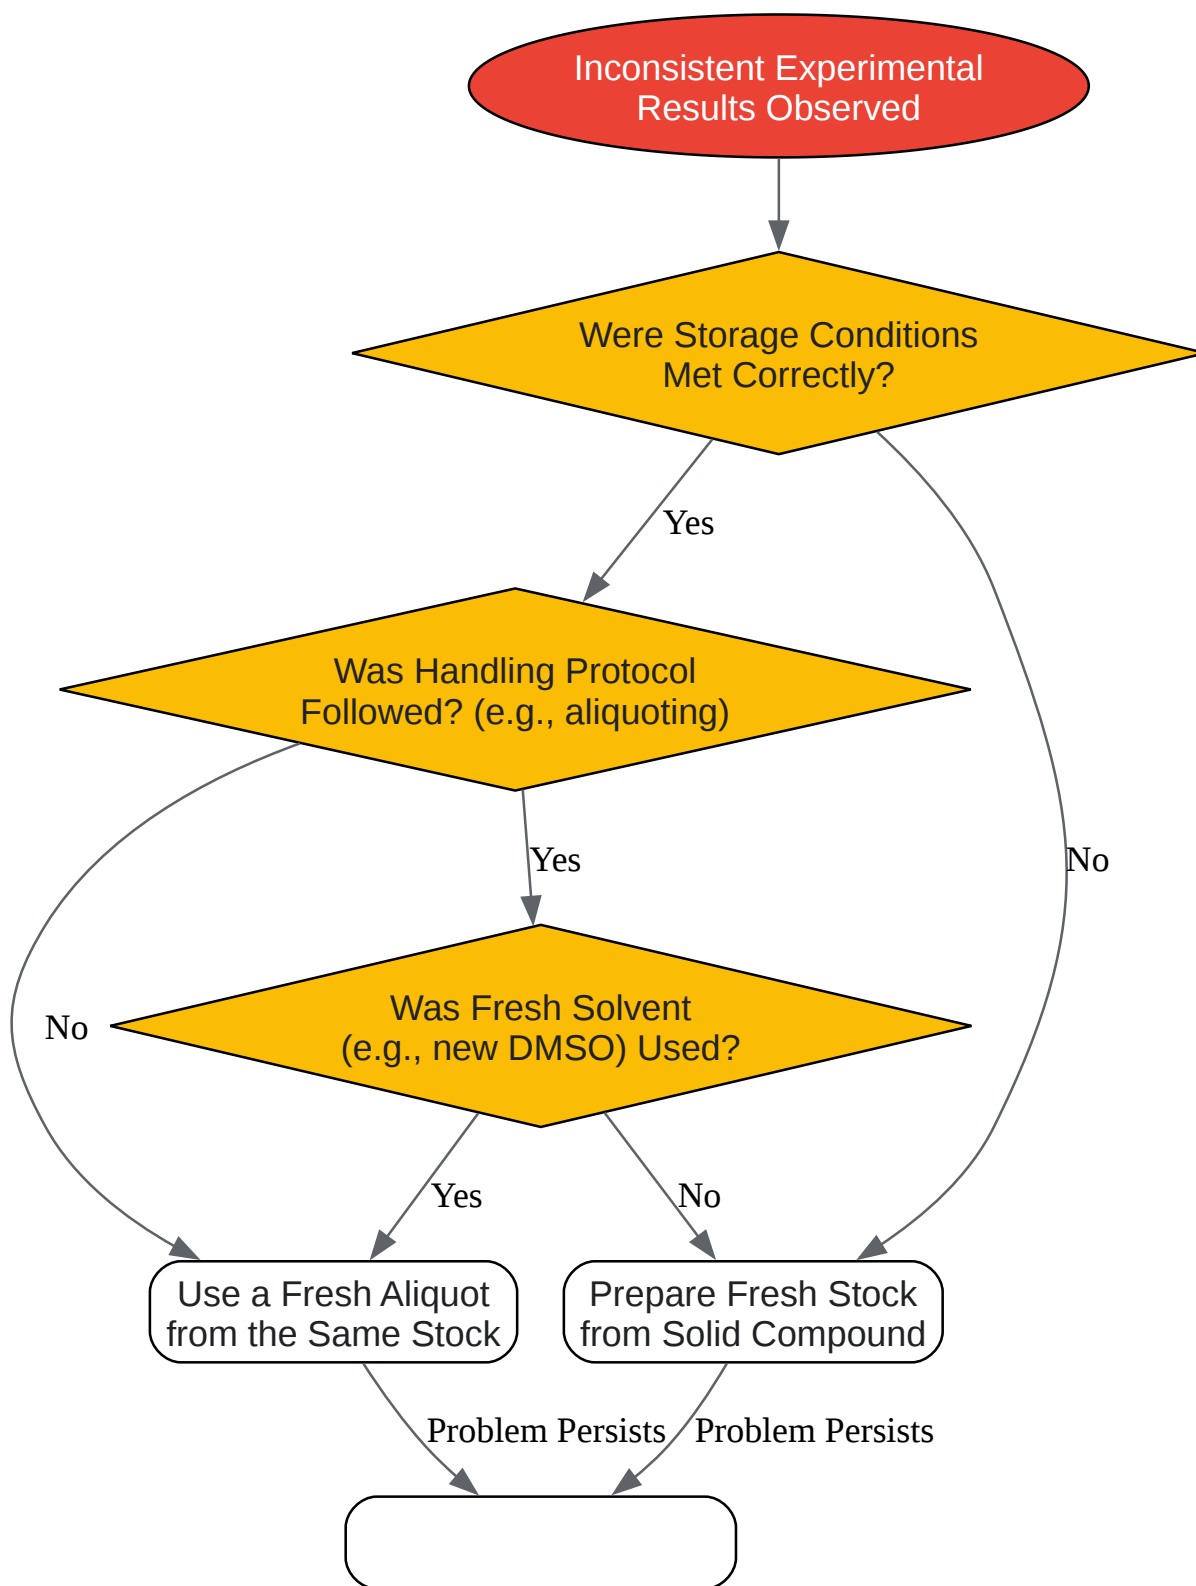 Inconsistent Experimental
Results Observed
Were Storage Conditions
Met Correctly?
Yes
Was Handling Protocol
Followed? (e.g., aliquoting)
Yes
No
No
Was Fresh Solvent
(e.g., new DMSO) Used?
Yes
No
Use a Fresh Aliquot
from the Same Stock
Prepare Fresh Stock
from Solid Compound
Problem Persists
Problem Persists